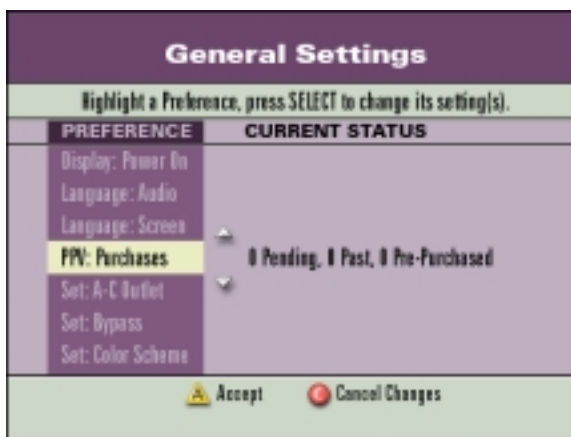 General Settings
Highlight a Preference, press SELECT to change its setting(s).
PREFERENCE CURRENT STATUS
Display: Power On
Language: Audio
Language: Screen
PPV: Purchases 0 Pending, 0 Past, 0 Pre-Purchased
Set: A-C Outlet
Set: Bypass
Set: Color Scheme
A Accept C Cancel Changes